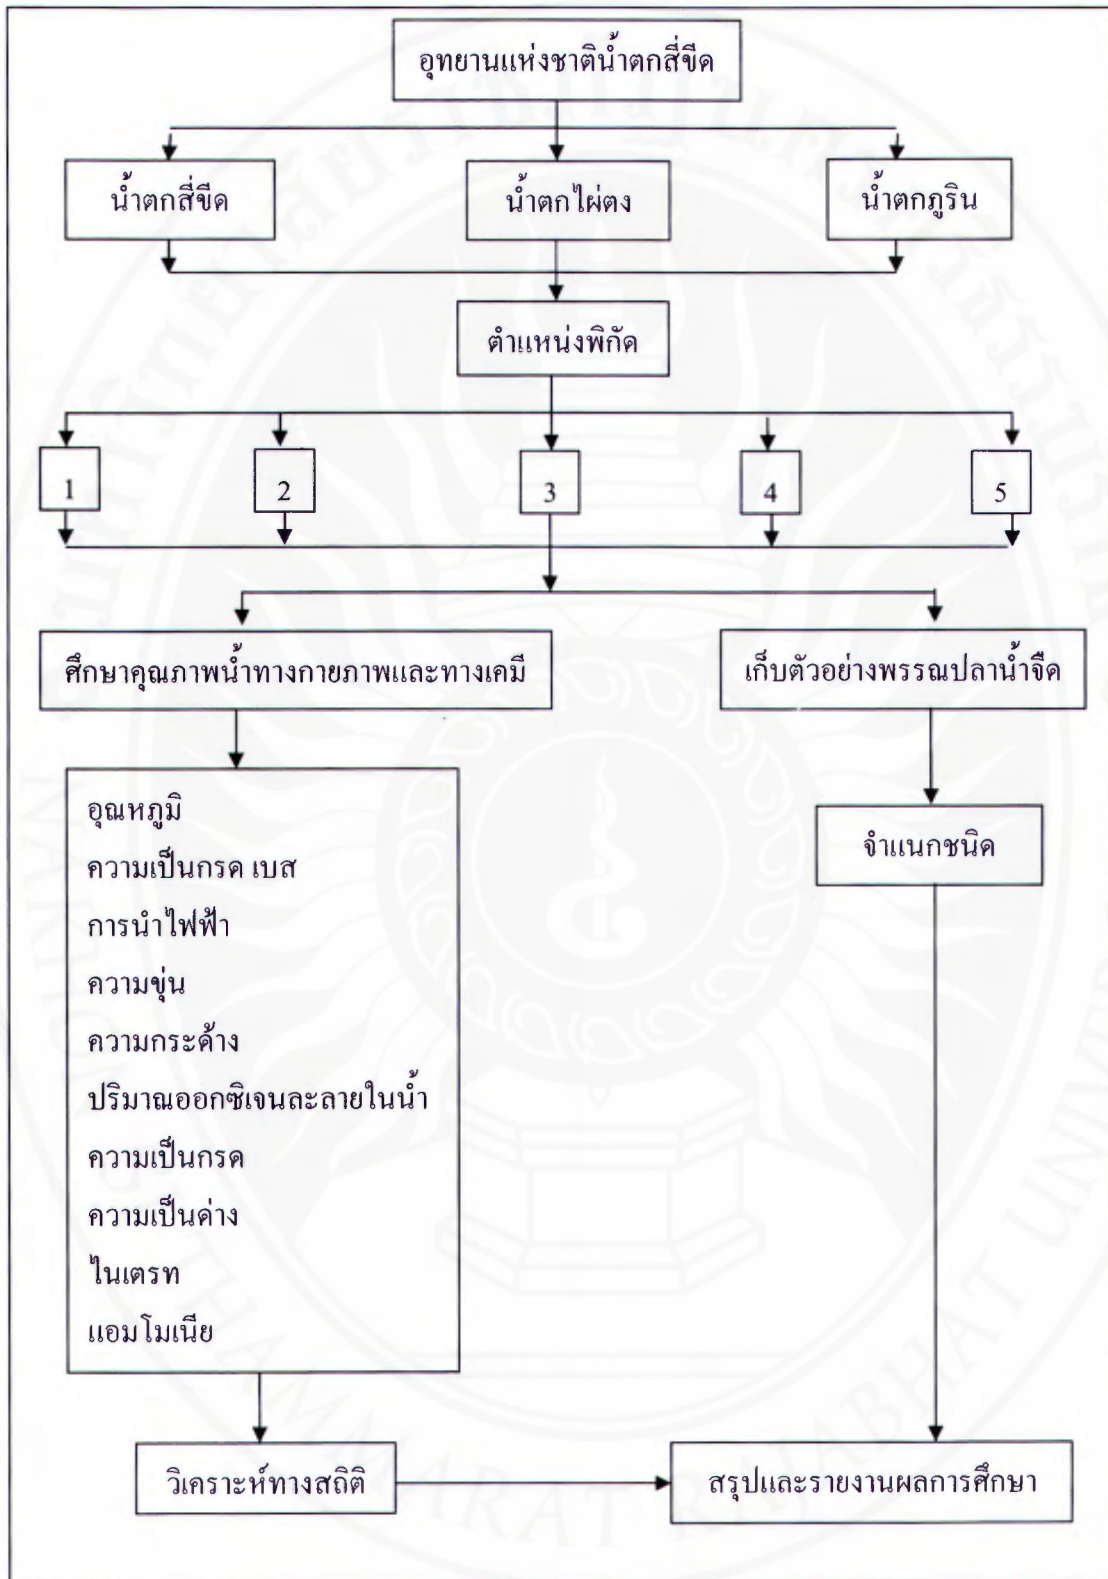 อุทยานแห่งชาติน้ำตกสี่ขีด
น้ำตกสี่ขีด
น้ำตกไผ่ตง
น้ำตกภูริน
ตำแหน่งพิกัด
1
2
3
4
5
ศึกษาคุณภาพน้ำทางกายภาพและทางเคมี
เก็บตัวอย่างพรรณปลาน้ำจืด
อุณหภูมิ
ความเป็นกรด เบส
การนำไฟฟ้า
ความขุ่น
ความกระด้าง
ปริมาณออกซิเจนละลายในน้ำ
ความเป็นกรด
ความเป็นด่าง
ไนเตรท
แอมโมเนีย
จำแนกชนิด
วิเคราะห์ทางสถิติ
สรุปและรายงานผลการศึกษา